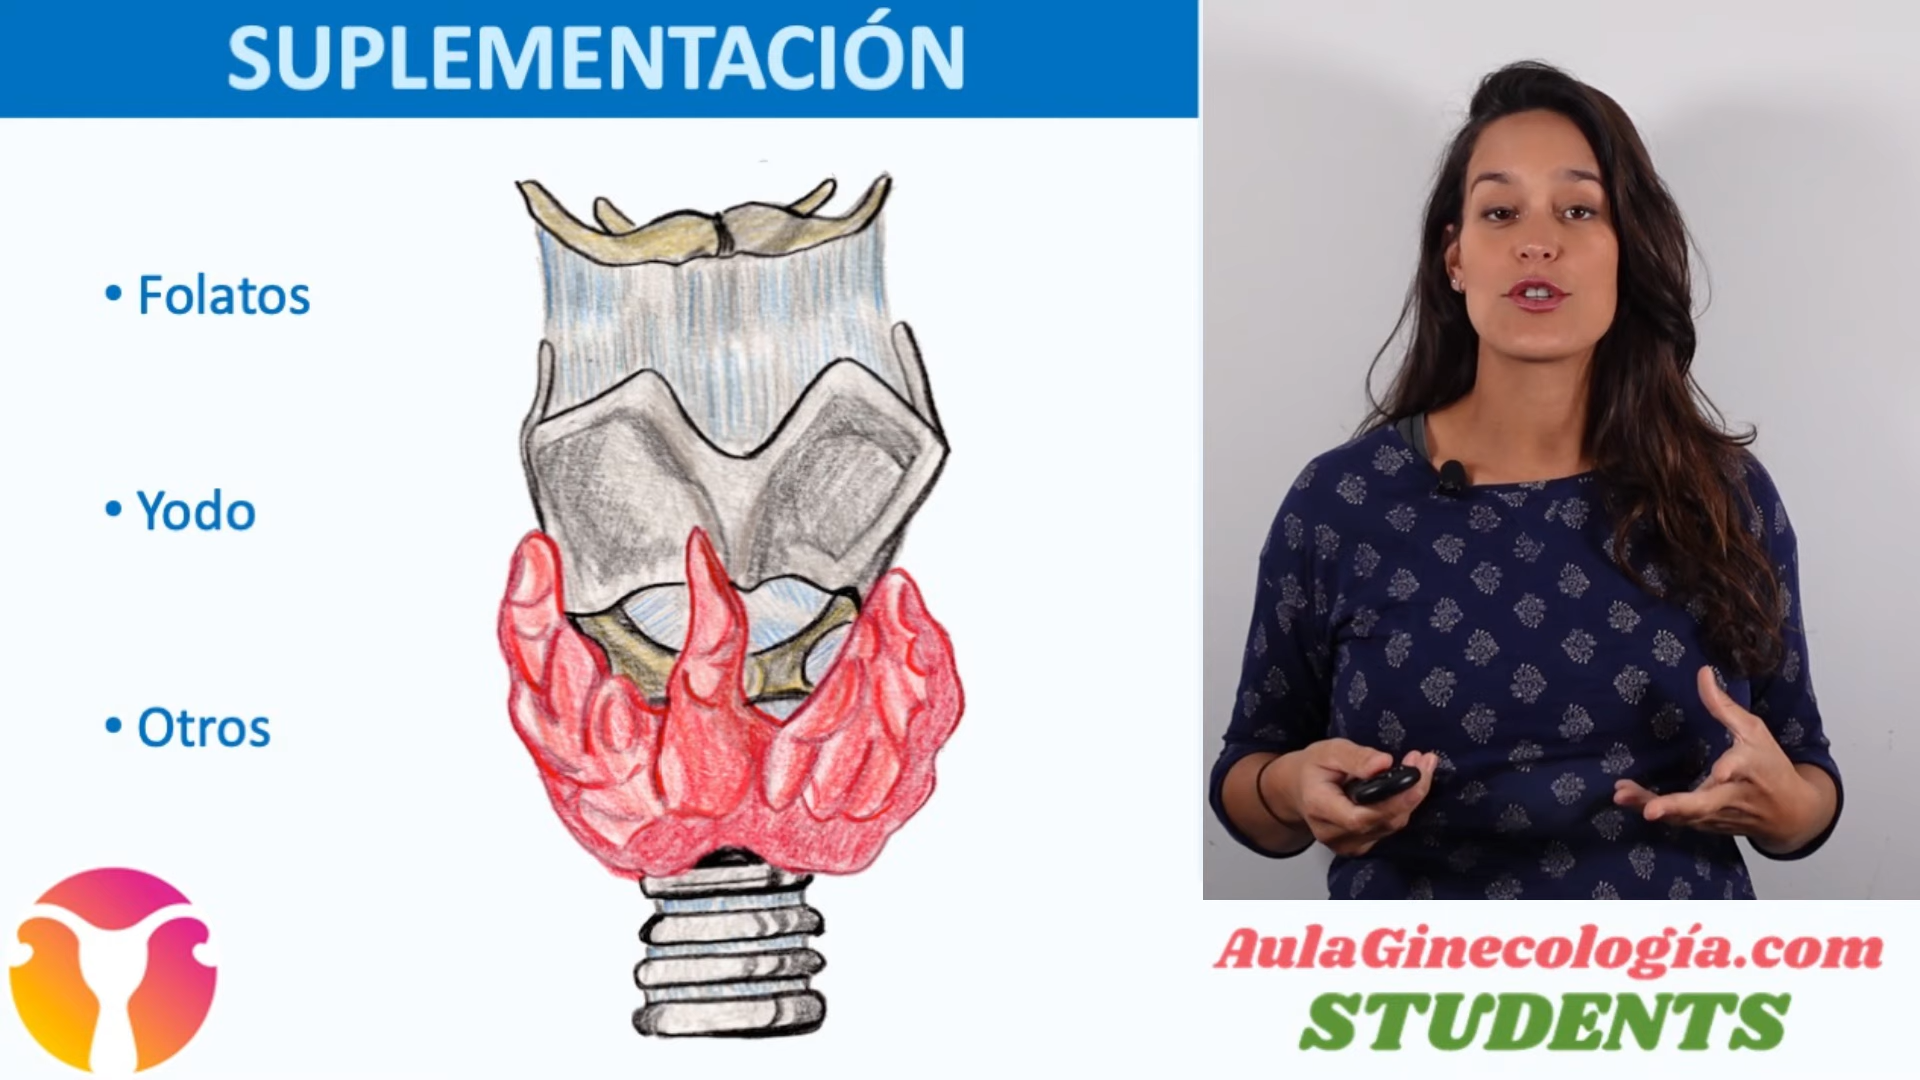 SUPLEMENTACIÓN
• Folatos
• Yodo
• Otros
AulaGinecología.com
STUDENTS